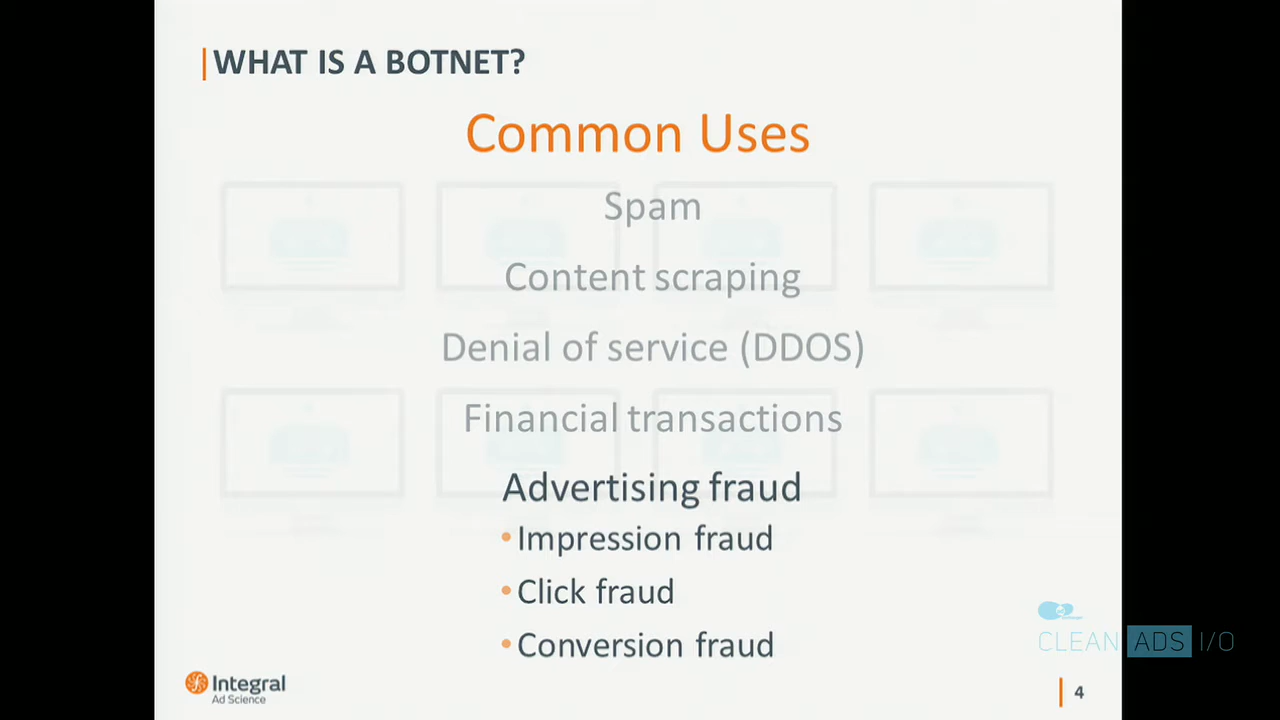 WHAT IS A BOTNET?
Common Uses
Spam
Content scraping
Denial of service (DDOS)
Financial transactions
Advertising fraud
•Impression fraud
•Click fraud
•Conversion fraud
CLEAN ADS I/O
Integral
Ad Science
4